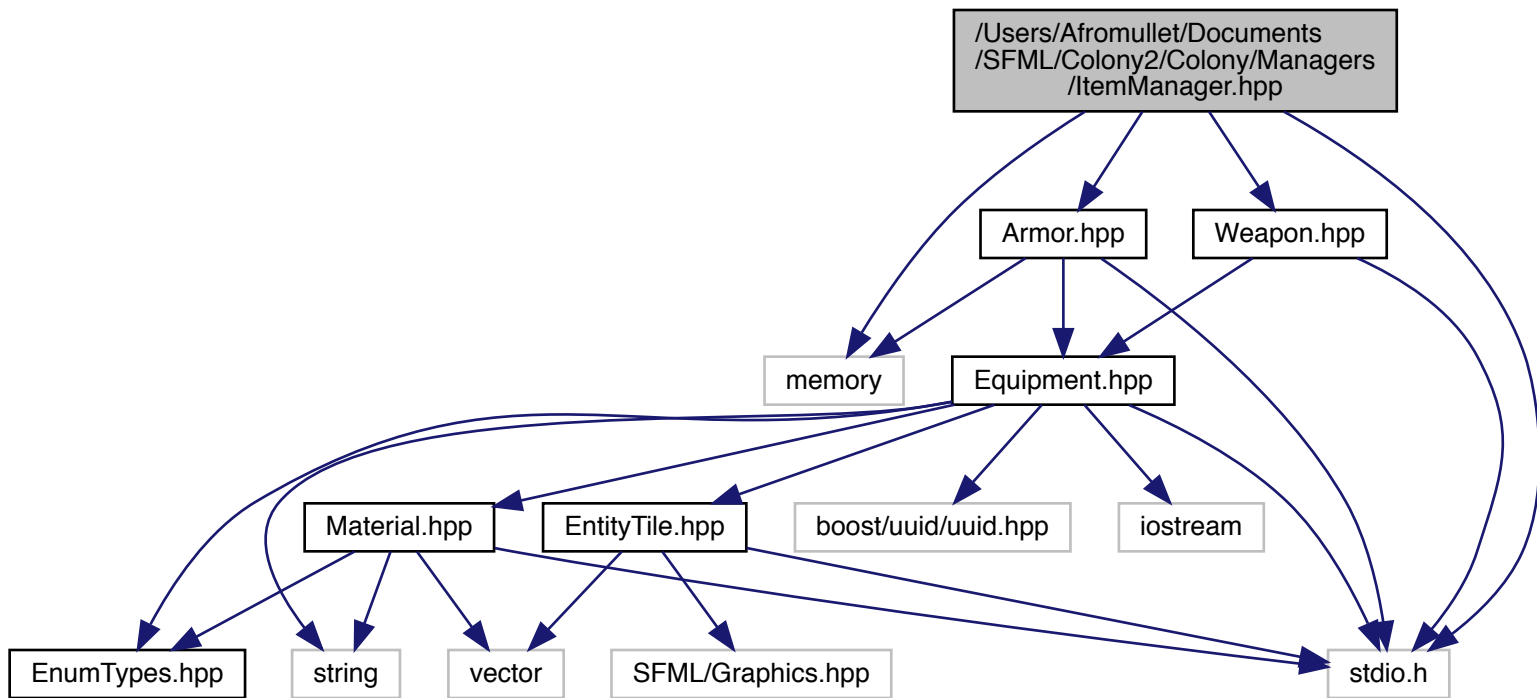 /Users/Afromullet/Documents
/SFML/Colony2/Colony/Managers
/ItemManager.hpp
Armor.hpp
Weapon.hpp
memory
Equipment.hpp
Material.hpp
EntityTile.hpp
boost/uuid/uuid.hpp
iostream
EnumTypes.hpp
string
vector
SFML/Graphics.hpp
stdio.h